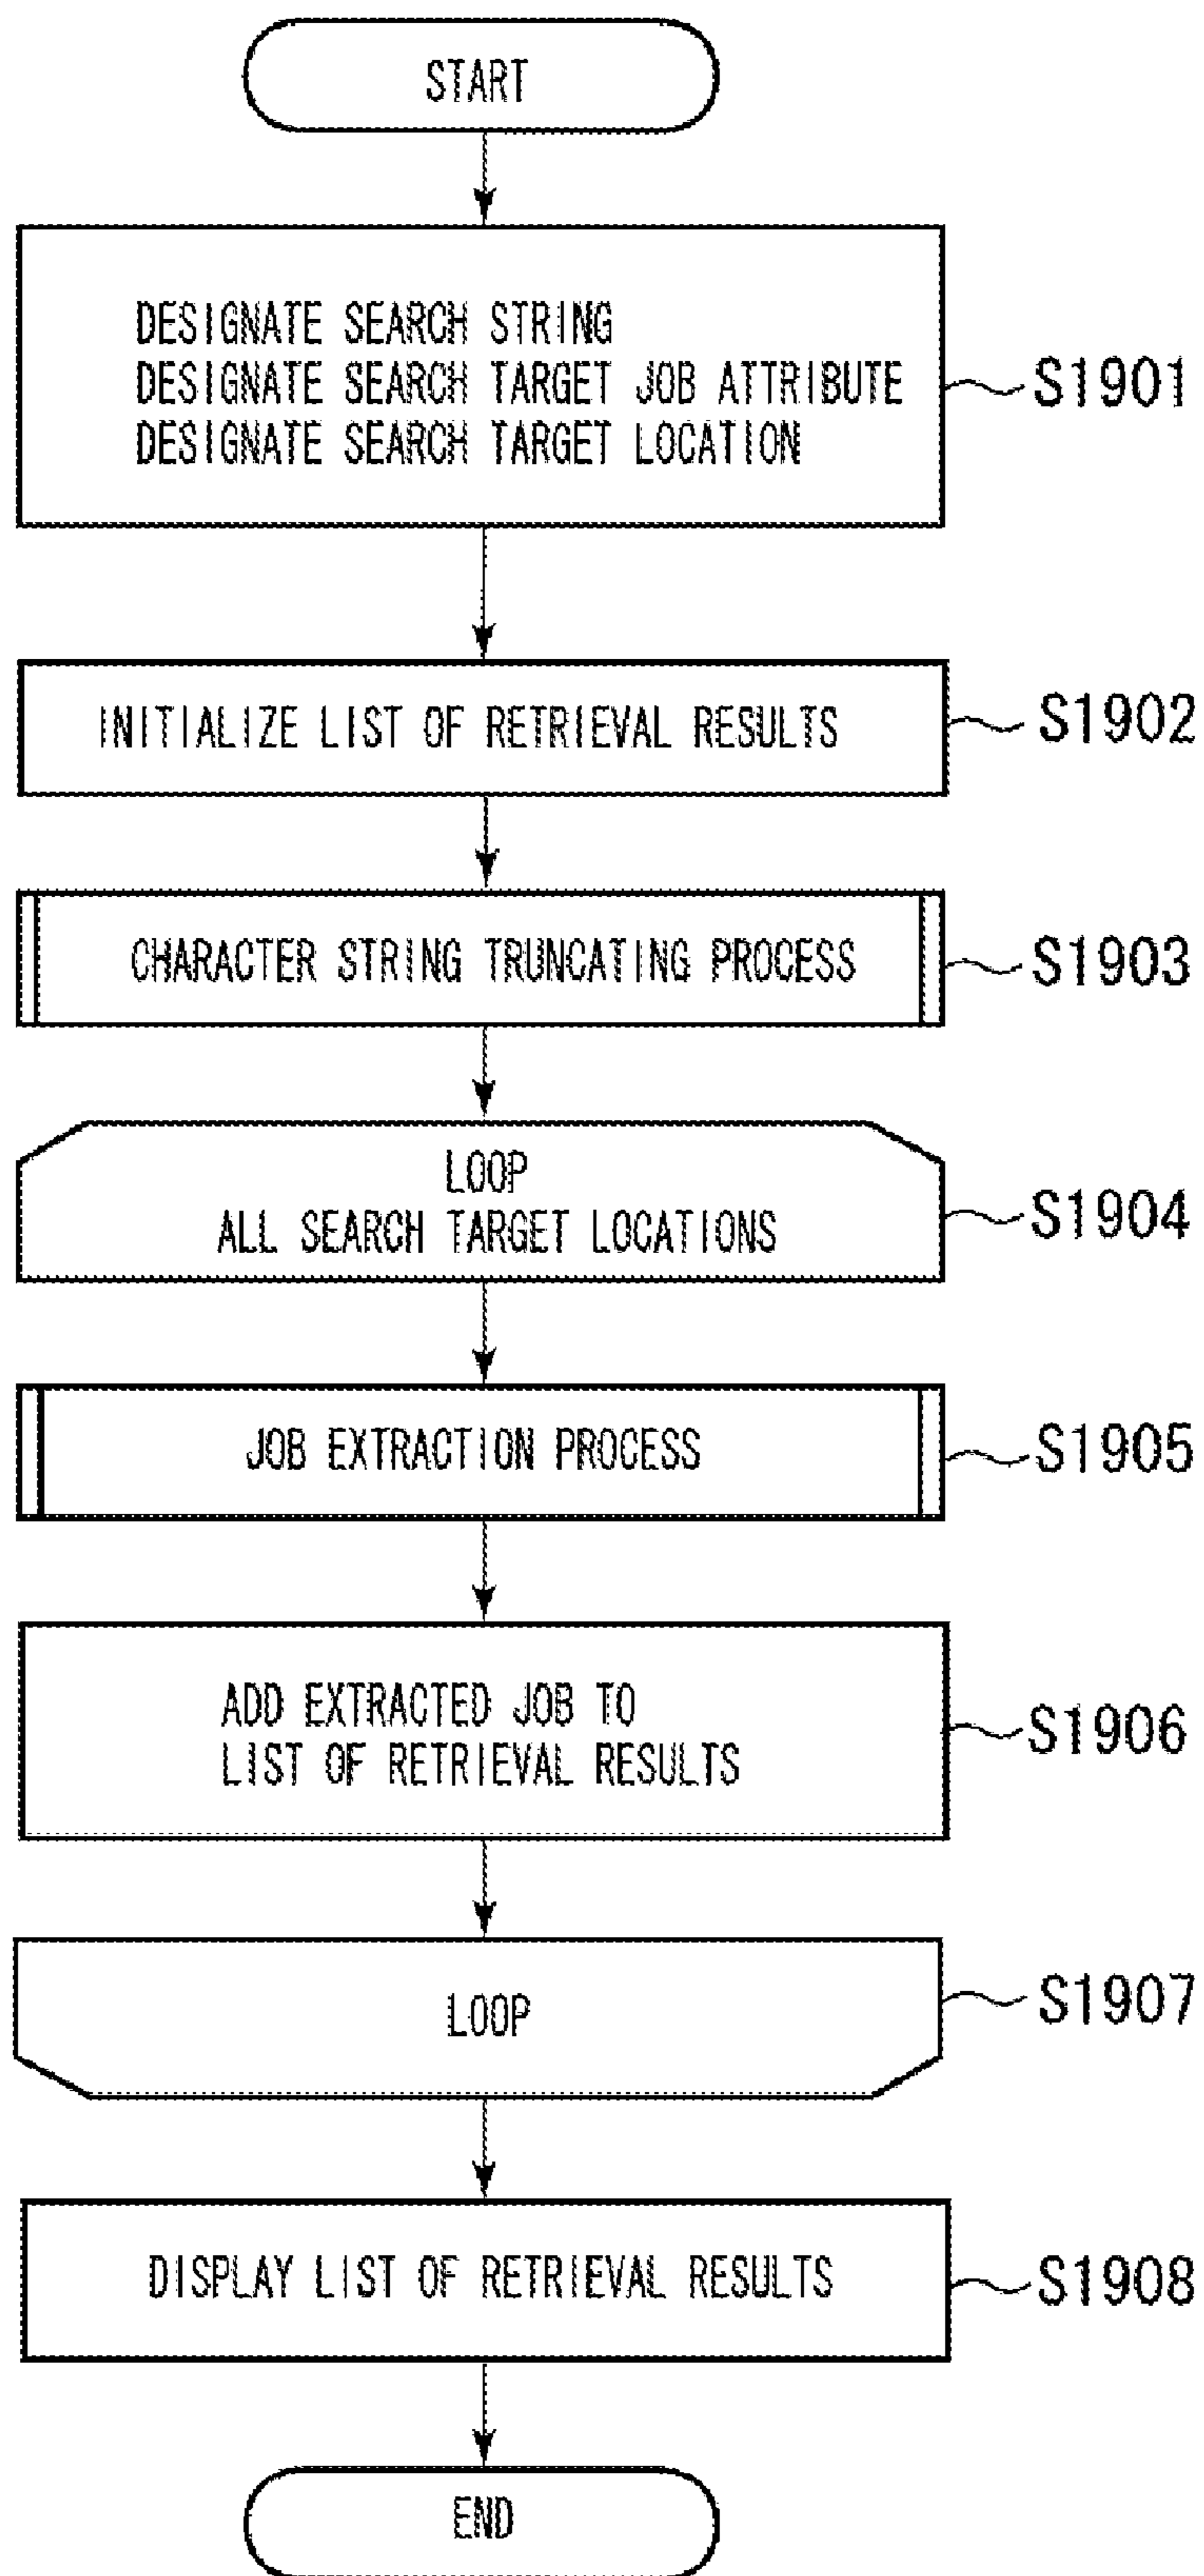 START
DESIGNATE SEARCH STRING
DESIGNATE SEARCH TARGET JOB ATTRIBUTE
DESIGNATE SEARCH TARGET LOCATION
S1901
INITIALIZE LIST OF RETRIEVAL RESULTS
S1902
CHARACTER STRING TRUNCATING PROCESS
S1903
LOOP
ALL SEARCH TARGET LOCATIONS
S1904
JOB EXTRACTION PROCESS
S1905
ADD EXTRACTED JOB TO
LIST OF RETRIEVAL RESULTS
S1906
LOOP
S1907
DISPLAY LIST OF RETRIEVAL RESULTS
S1908
END